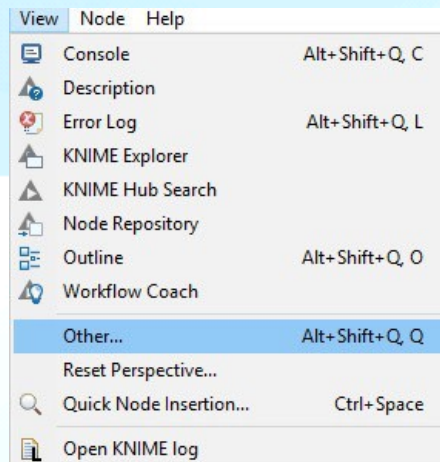 View Node Help
Console Alt+Shift+Q, C
Description
Error Log Alt+Shift+Q, L
KNIME Explorer
KNIME Hub Search
Node Repository
Outline Alt+Shift+Q, O
Workflow Coach
Other... Alt+Shift+Q, Q
Reset Perspective...
Quick Node Insertion... Ctrl+Space
Open KNIME log